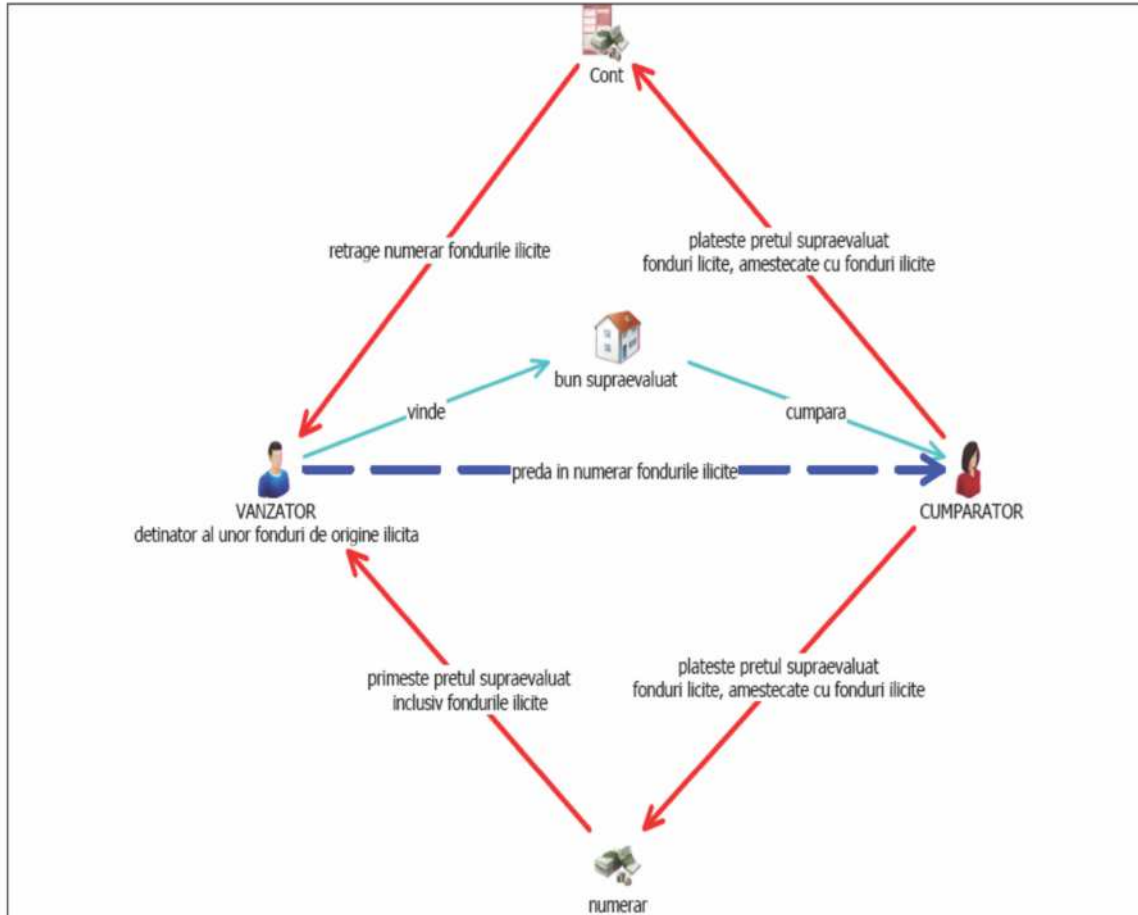 Cont
retrage numerar fondurile ilicite
plateste pretul supraevaluat
fonduri licite, amestecate cu fonduri ilicite
bun supraevaluat
vinde
cumpara
preda in numerar fondurile ilicite
VANZATOR
detinator al unor fonduri de origine ilicita
CUMPARATOR
primeste pretul supraevaluat
inclusiv fondurile ilicite
plateste pretul supraevaluat
fonduri licite, amestecate cu fonduri ilicite
numerar